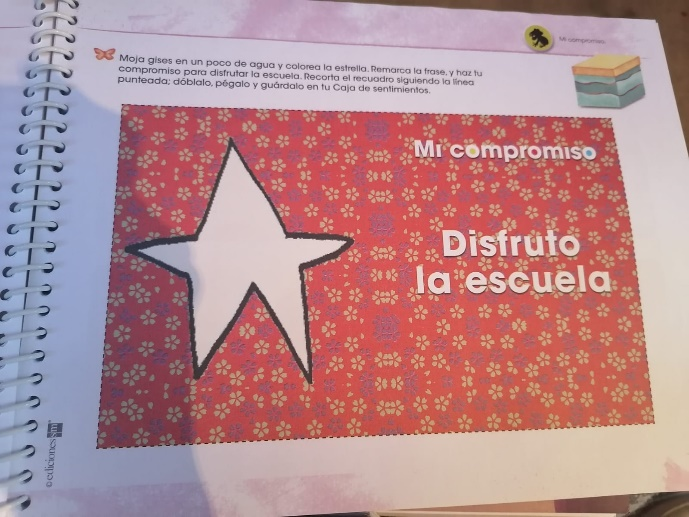 Mi compromiso
Moja gises en un poco de agua y colorea la estrella. Remarca la frase, y haz tu
compromiso para disfrutar la escuela. Recorta el recuadro siguiendo la línea
punteada; dóblalo, pégalo y guárdalo en tu Caja de sentimientos.
Mi compromiso
Disfruto
la escuela
© ediciones sm